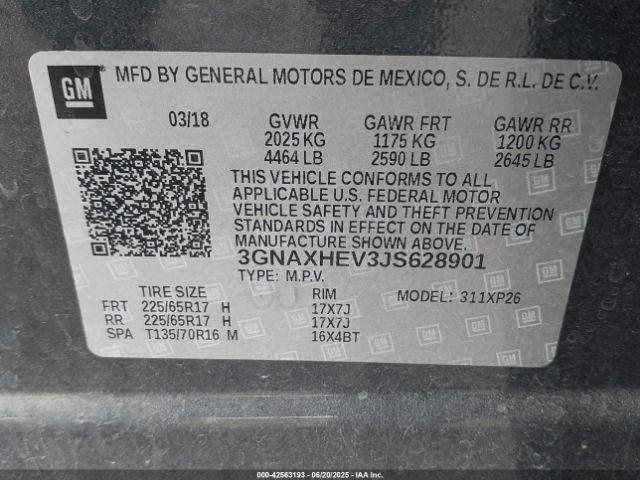 GM
MFD BY GENERAL MOTORS DE MEXICO, S. DE R.L. DE C.V.
03/18 GVWR GAWR FRT GAWR RR
2025 KG 1175 KG 1200 KG
4464 LB 2590 LB 2645 LB
THIS VEHICLE CONFORMS TO ALL
APPLICABLE U.S. FEDERAL MOTOR
VEHICLE SAFETY AND THEFT PREVENTION
STANDARDS IN EFFECT ON THE DATE OF
MANUFACTURE SHOWN ABOVE.
3GNAXHEV3JS628901
TYPE: M.P.V. MODEL: 311XP26
TIRE SIZE RIM
FRT 225/65R17 H 17X7J
RR 225/65R17 H 17X7J
SPA T135/70R16 M 16X4BT
000-42563193 - 06/20/2025 - IAA, Inc.